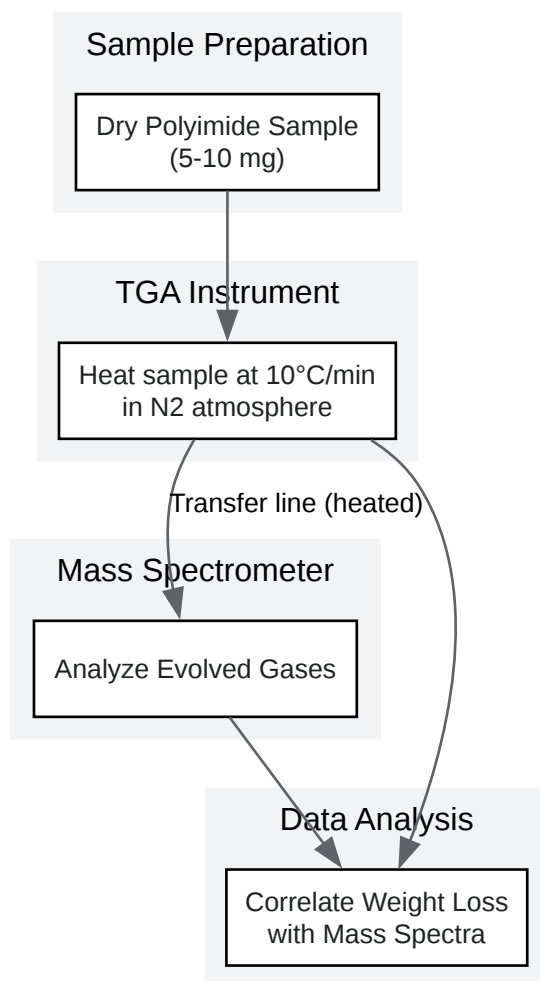 Sample Preparation
Dry Polyimide Sample
(5-10 mg)
TGA Instrument
Heat sample at 10°C/min
in N2 atmosphere
Transfer line (heated)
Mass Spectrometer
Analyze Evolved Gases
Data Analysis
Correlate Weight Loss
with Mass Spectra